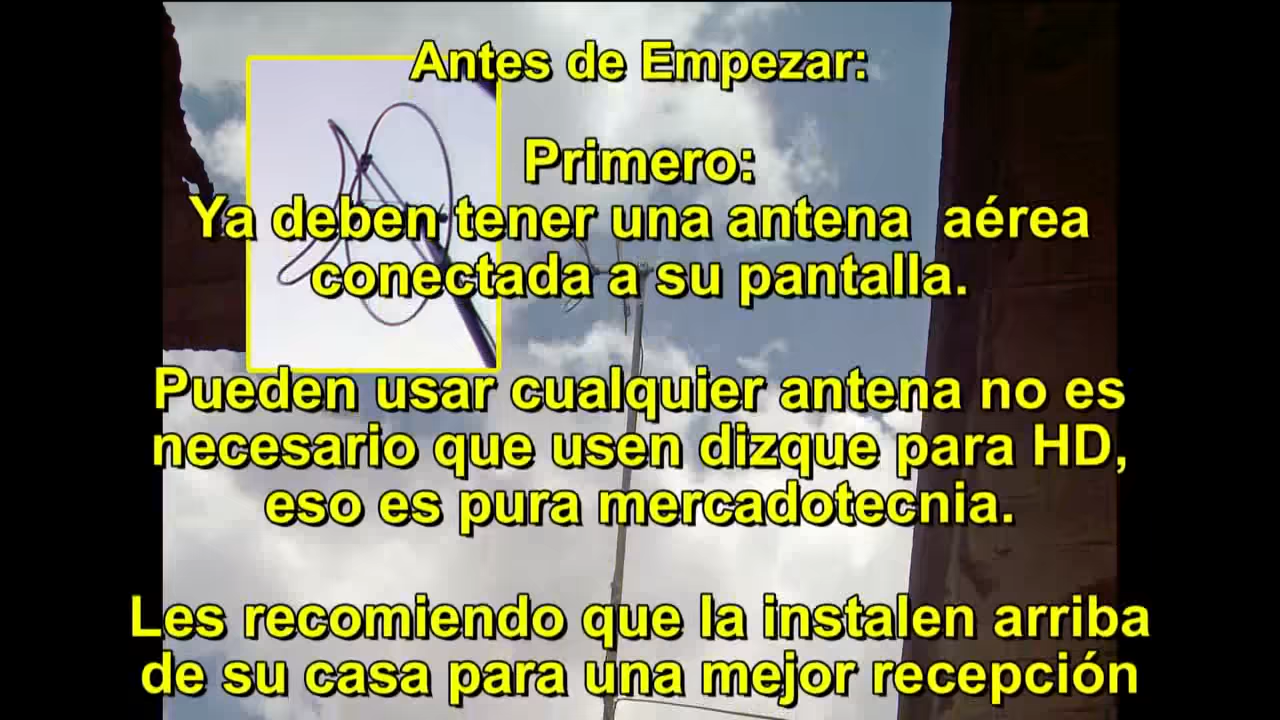 Antes de Empezar:
Primero:
Ya deben tener una antena aérea
conectada a su pantalla.
Pueden usar cualquier antena no es
necesario que usen dizque para HD,
eso es pura mercadotecnia.
Les recomiendo que la instalen arriba
de su casa para una mejor recepción